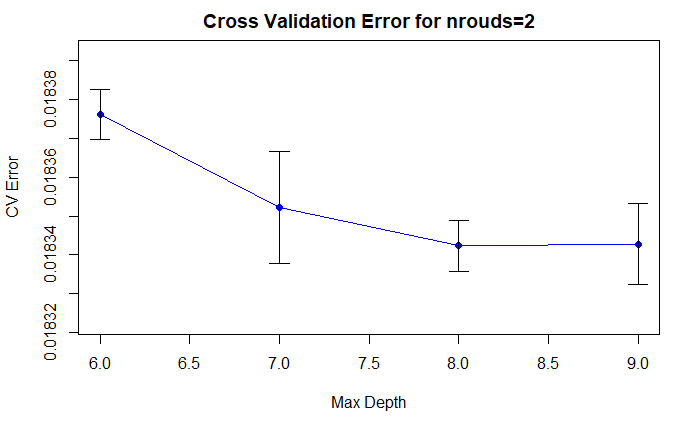 Cross Validation Error for nrouds=2
CV Error
0.01838
0.01836
0.01834
0.01832
6.0 6.5 7.0 7.5 8.0 8.5 9.0
Max Depth